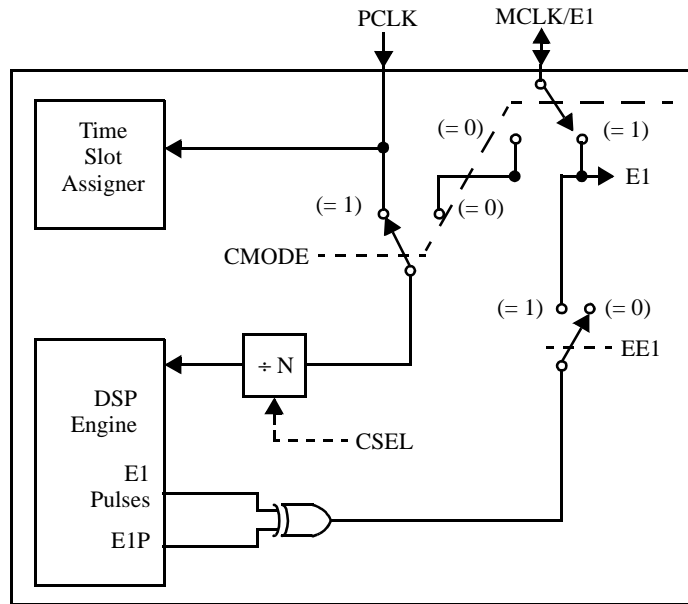 PCLK
MCLK/E1
Time
Slot
Assigner
(= 0)
(= 1)
E1
(= 1)
(= 0)
CMODE
(= 1)
(= 0)
EE1
÷ N
DSP
Engine
CSEL
E1
Pulses
E1P